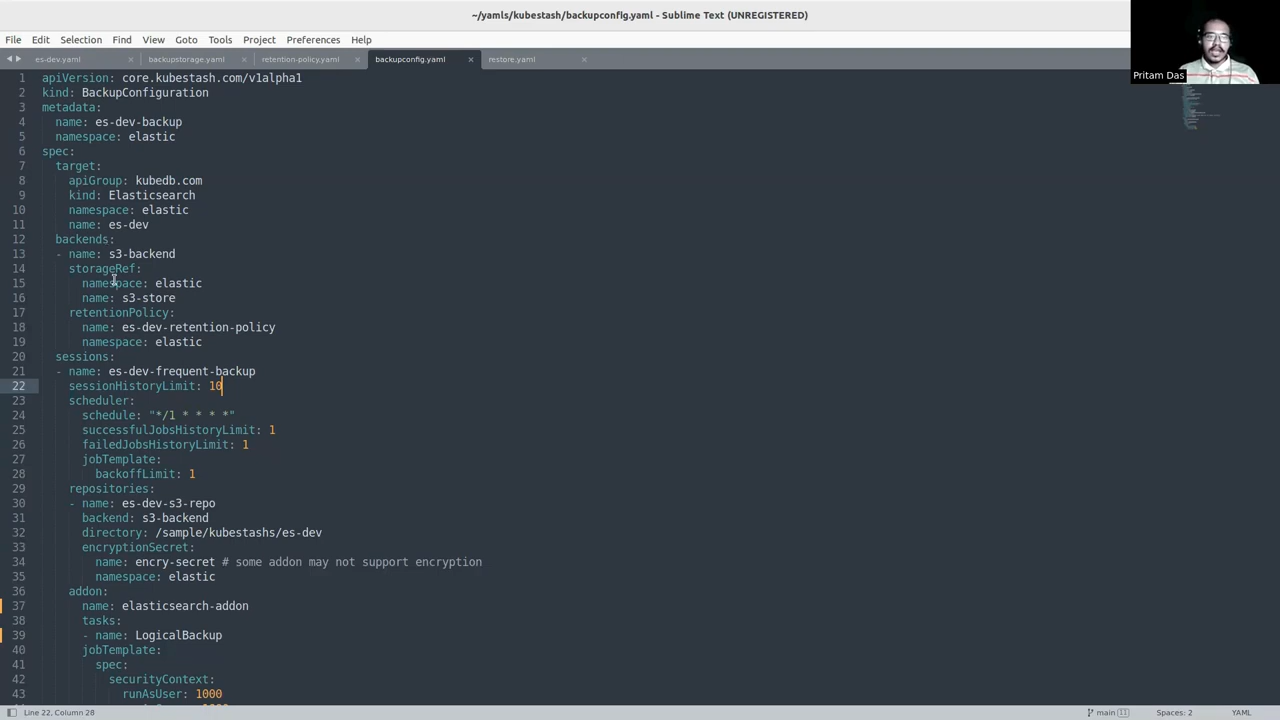 ~/yamls/kubestash/backupconfig.yaml - Sublime Text (UNREGISTERED)
File Edit Selection Find View Goto Tools Project Preferences Help
es-dev.yaml × backupstorage.yaml × retention-policy.yaml × backupconfig.yaml × restore.yaml ×
Pritam Das
1 apiVersion: core.kubestash.com/v1alpha1
2 kind: BackupConfiguration
3 metadata:
4   name: es-dev-backup
5   namespace: elastic
6 spec:
7   target:
8     apiGroup: kubedb.com
9     kind: Elasticsearch
10     namespace: elastic
11     name: es-dev
12   backends:
13   - name: s3-backend
14     storageRef:
15       namespace: elastic
16       name: s3-store
17     retentionPolicy:
18       name: es-dev-retention-policy
19       namespace: elastic
20   sessions:
21   - name: es-dev-frequent-backup
22     sessionHistoryLimit: 10
23     scheduler:
24       schedule: "*/1 * * * *"
25       successfulJobsHistoryLimit: 1
26       failedJobsHistoryLimit: 1
27       jobTemplate:
28         backoffLimit: 1
29     repositories:
30     - name: es-dev-s3-repo
31       backend: s3-backend
32       directory: /sample/kubestashs/es-dev
33       encryptionSecret:
34         name: encry-secret # some addon may not support encryption
35         namespace: elastic
36     addon:
37       name: elasticsearch-addon
38       tasks:
39       - name: LogicalBackup
40       jobTemplate:
41         spec:
42           securityContext:
43             runAsUser: 1000
Line 22, Column 28 main 11 Spaces: 2 YAML